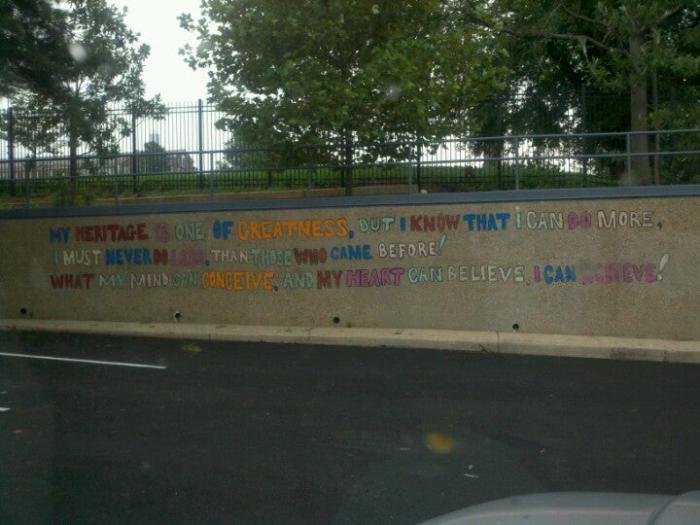 MY HERITAGE IS ONE OF GREATNESS, BUT I KNOW THAT I CAN DO MORE,
I MUST NEVER DO LESS, THAN THOSE WHO CAME BEFORE!
WHAT MY MIND CAN CONCEIVE, AND MY HEART CAN BELIEVE, I CAN ACHIEVE!